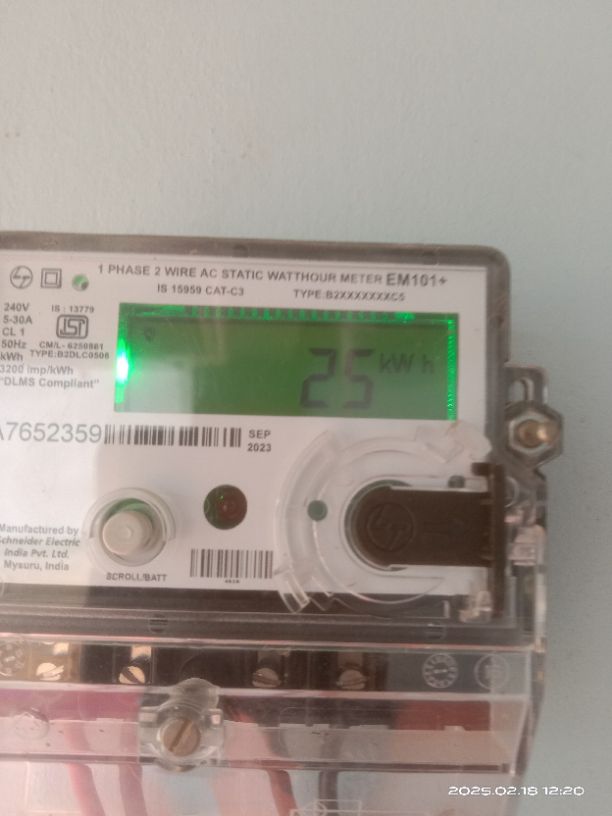 1 PHASE 2 WIRE AC STATIC WATTHOUR METER EM101+
IS 15959 CAT-C3 TYPE:B2XXXXXXXC5
240V IS : 13779
5-30A
CL 1
50Hz CM/L- 6250861
kWh TYPE:B2DLC0506
3200 imp/kWh
"DLMS Compliant"
25 kW h
A7652359
SEP
2023
Manufactured by
Schneider Electric
India Pvt. Ltd.
Mysuru, India
SCROLL/BATT
2025.02.18 12:20